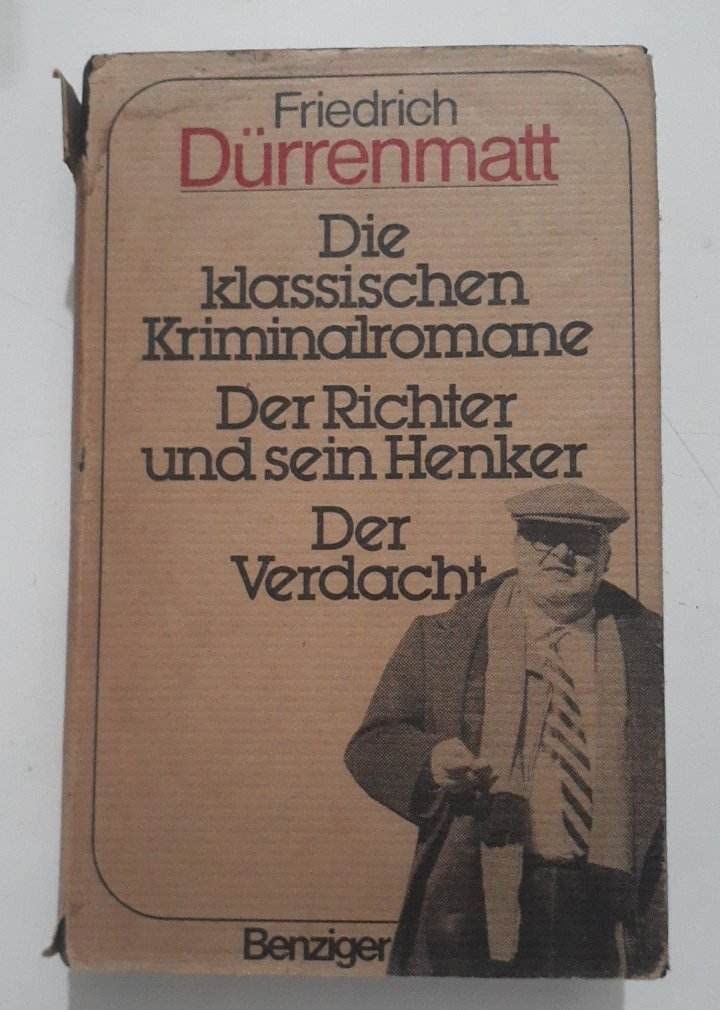 Friedrich
Dürrenmatt
Die
klassischen
Kriminalromane
Der Richter
und sein Henker
Der
Verdacht
Benziger